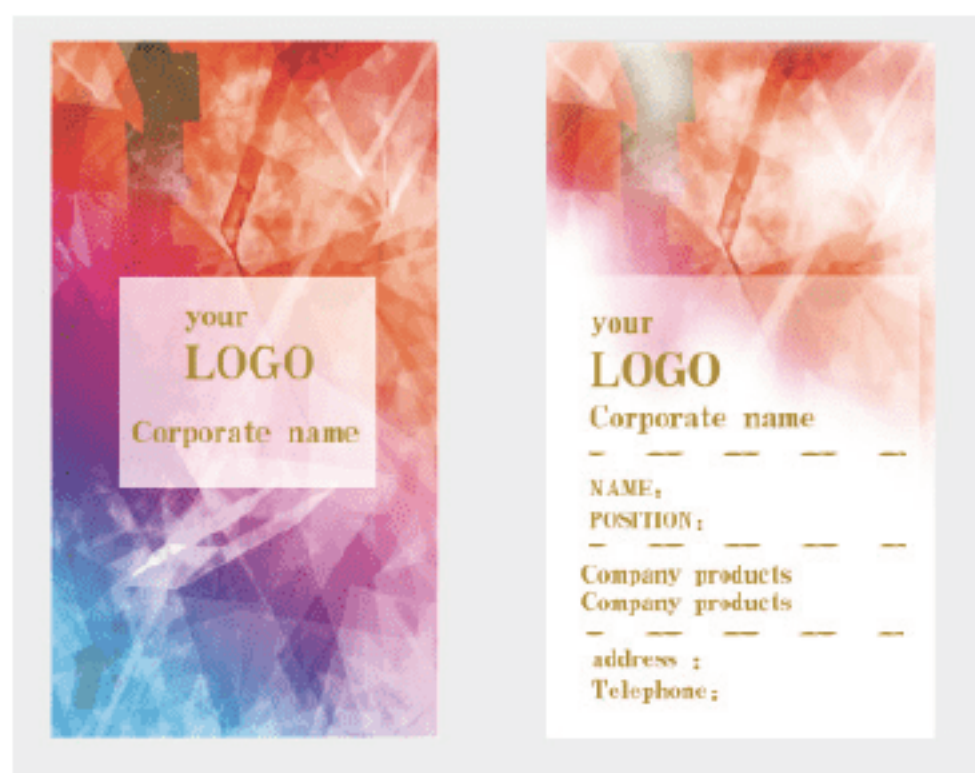 your
LOGO
Corporate name
your
LOGO
Corporate name
NAME:
POSITION:
Company products
Company products
address :
Telephone: